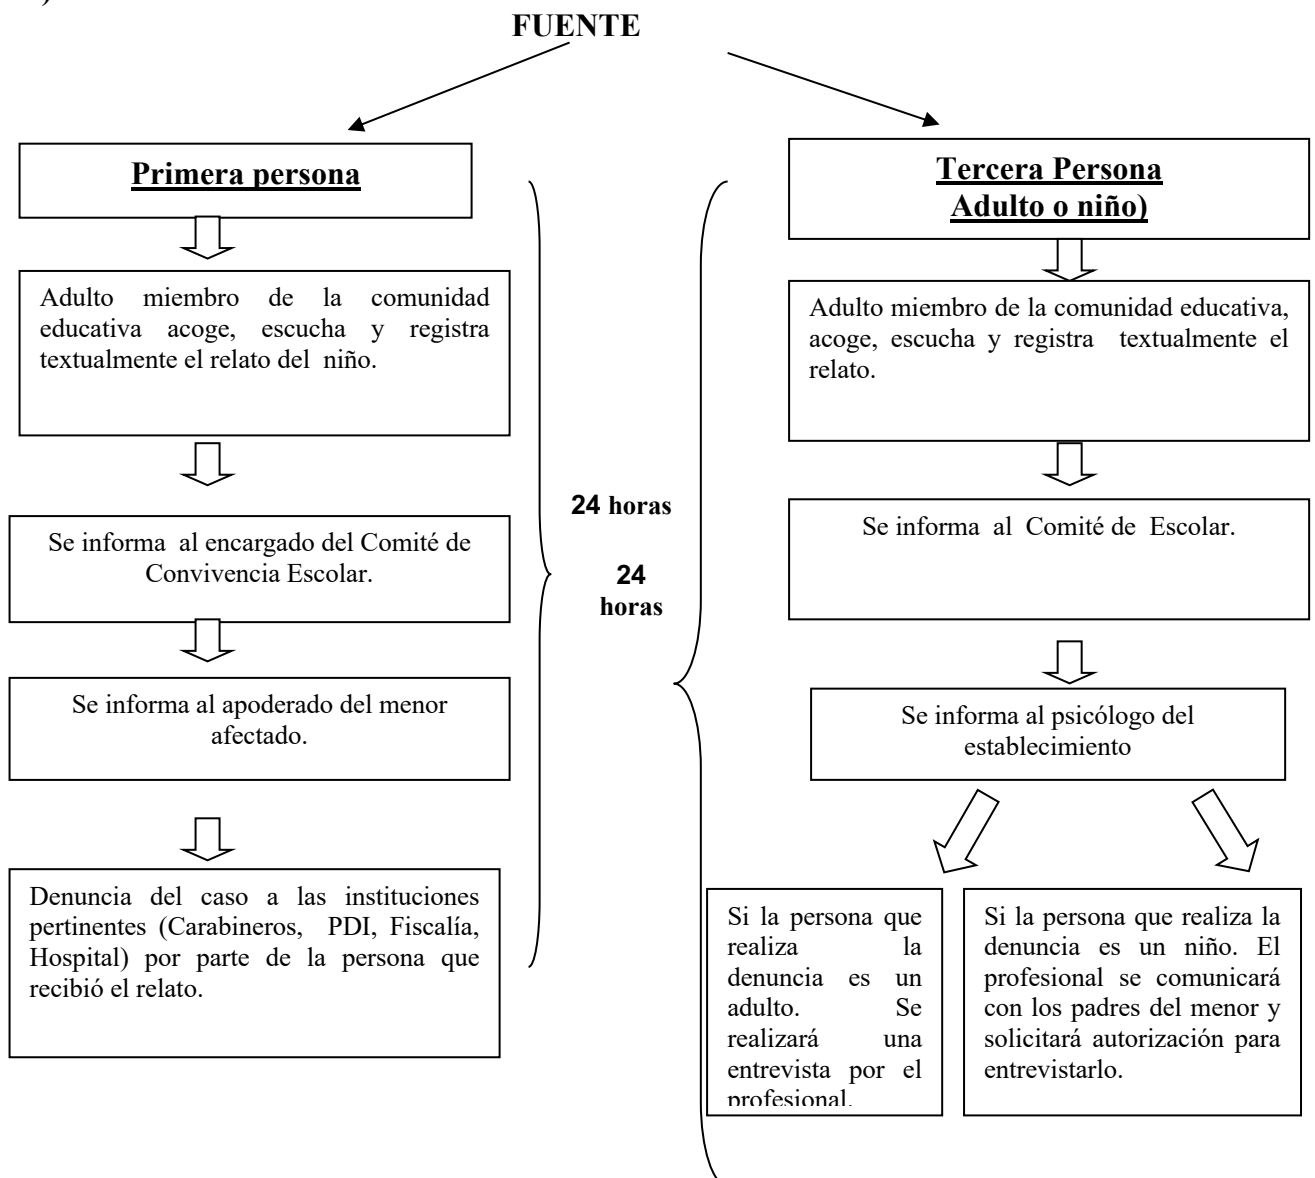 )
FUENTE
Primera persona
Adulto miembro de la comunidad
educativa acoge, escucha y registra
textualmente el relato del niño.
Se informa al encargado del Comité de
Convivencia Escolar.
Se informa al apoderado del menor
afectado.
Denuncia del caso a las instituciones
pertinentes (Carabineros, PDI, Fiscalía,
Hospital) por parte de la persona que
recibió el relato.
24 horas
24
horas
Tercera Persona
Adulto o niño)
Adulto miembro de la comunidad educativa,
acoge, escucha y registra textualmente el
relato.
Se informa al Comité de Escolar.
Se informa al psicólogo del
establecimiento
Si la persona que
realiza la
denuncia es un
adulto. Se
realizará una
entrevista por el
profesional.
Si la persona que realiza la
denuncia es un niño. El
profesional se comunicará
con los padres del menor y
solicitará autorización para
entrevistarlo.